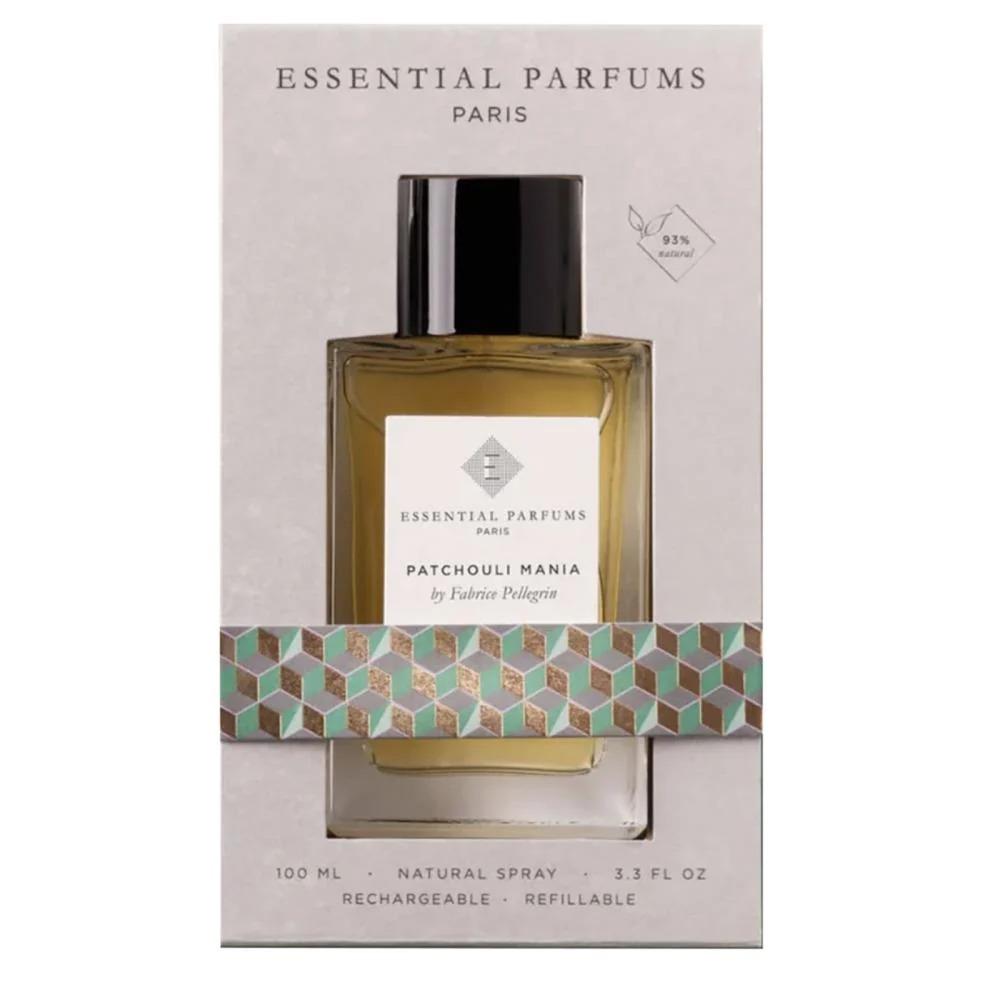 ESSENTIAL PARFUMS
PARIS
93%
natural
E
ESSENTIAL PARFUMS
PARIS
PATCHOULI MANIA
by Fabrice Pellegrin
100 ML · NATURAL SPRAY · 3.3 FL OZ
RECHARGEABLE · REFILLABLE